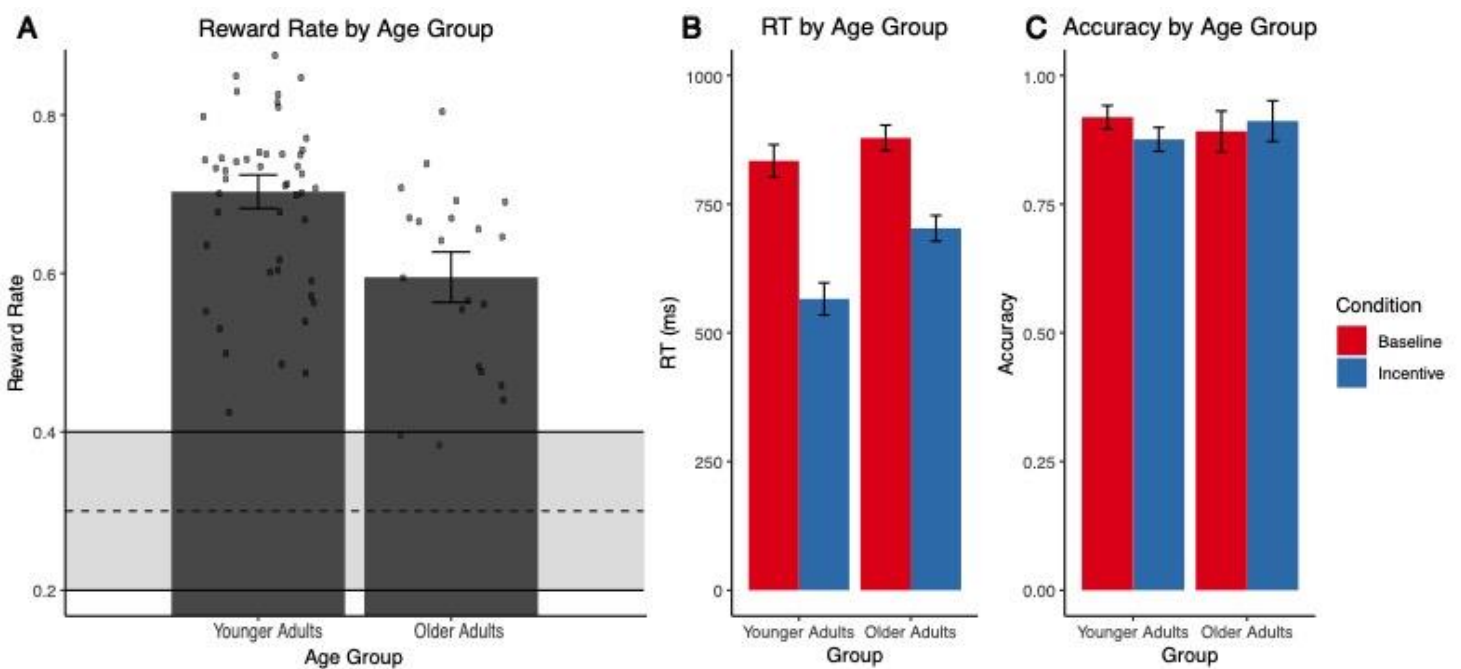 A
Reward Rate by Age Group
0.8
0.6
0.4
0.2
Reward Rate
Younger Adults
Older Adults
Age Group
B
RT by Age Group
1000
750
500
250
0
RT (ms)
Younger Adults
Older Adults
Group
C
Accuracy by Age Group
1.00
0.75
0.50
0.25
0.00
Accuracy
Younger Adults
Older Adults
Group
Condition
Baseline
Incentive